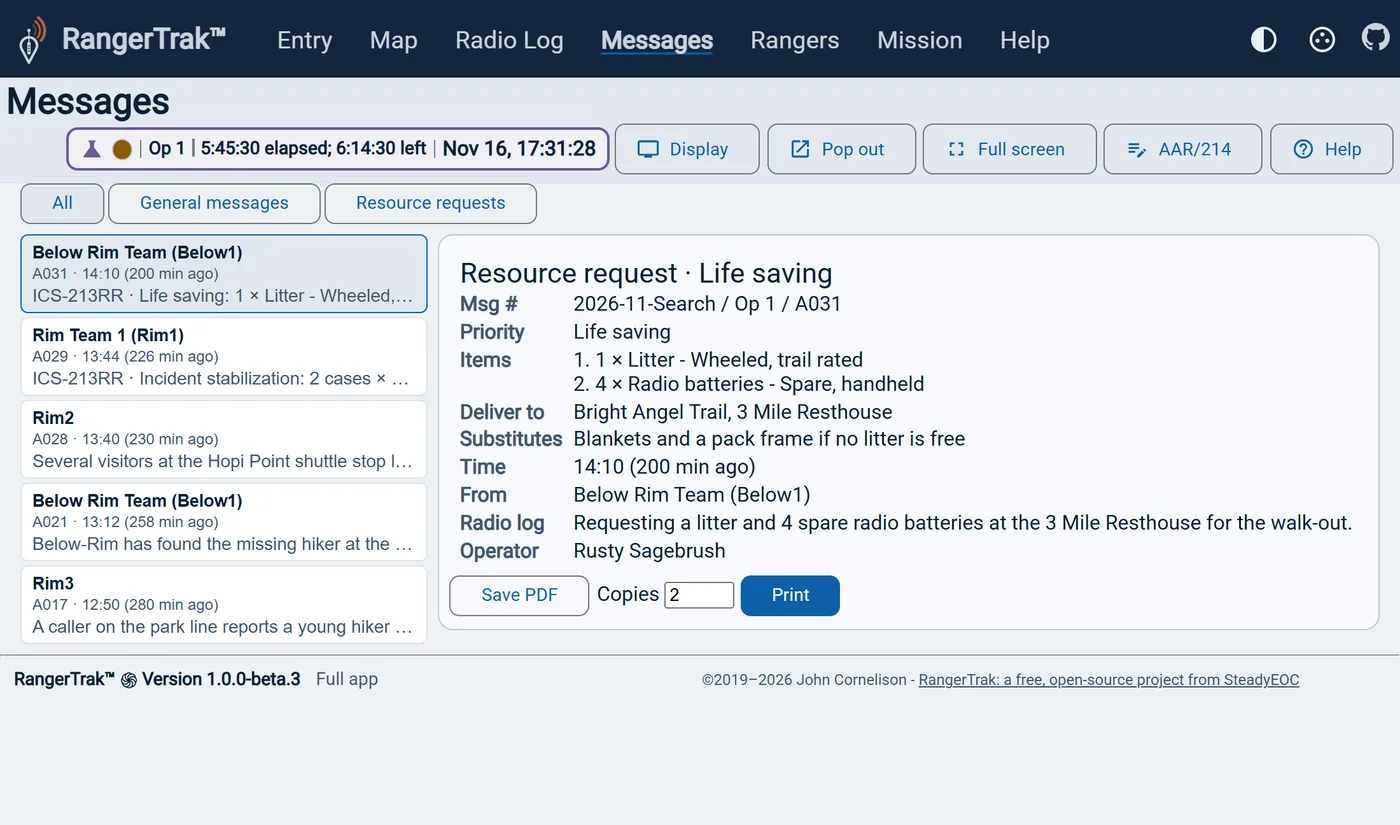 RangerTrak™ Entry Map Radio Log Messages Rangers Mission Help
Messages
| Op 1 | 5:45:30 elapsed; 6:14:30 left | Nov 16, 17:31:28 Display Pop out Full screen AAR/214 Help
All General messages Resource requests
Below Rim Team (Below1)
A031 · 14:10 (200 min ago)
ICS-213RR · Life saving: 1 × Litter - Wheeled,…
Rim Team 1 (Rim1)
A029 · 13:44 (226 min ago)
ICS-213RR · Incident stabilization: 2 cases × …
Rim2
A028 · 13:40 (230 min ago)
Several visitors at the Hopi Point shuttle stop l…
Below Rim Team (Below1)
A021 · 13:12 (258 min ago)
Below-Rim has found the missing hiker at the …
Rim3
A017 · 12:50 (280 min ago)
A caller on the park line reports a young hiker …
Resource request · Life saving
Msg # 2026-11-Search / Op 1 / A031
Priority Life saving
Items 1. 1 × Litter - Wheeled, trail rated
2. 4 × Radio batteries - Spare, handheld
Deliver to Bright Angel Trail, 3 Mile Resthouse
Substitutes Blankets and a pack frame if no litter is free
Time 14:10 (200 min ago)
From Below Rim Team (Below1)
Radio log Requesting a litter and 4 spare radio batteries at the 3 Mile Resthouse for the walk-out.
Operator Rusty Sagebrush
Save PDF Copies 2 Print
RangerTrak™ Version 1.0.0-beta.3 Full app ©2019–2026 John Cornelison - RangerTrak: a free, open-source project from SteadyEOC